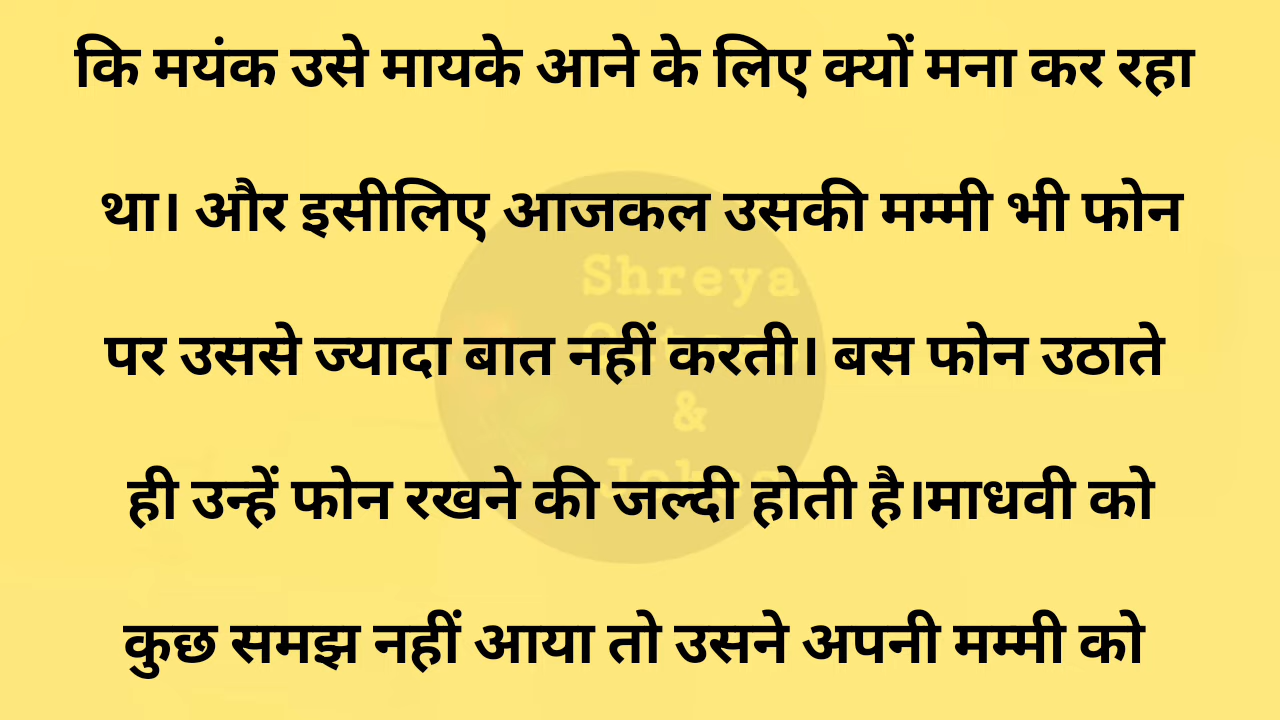 कि मयंक उसे मायके आने के लिए क्यों मना कर रहा
था। और इसीलिए आजकल उसकी मम्मी भी फोन
Shreya
पर उससे ज्यादा बात नहीं करती। बस फोन उठाते
&
ही उन्हें फोन रखने की जल्दी होती है।माधवी को
कुछ समझ नहीं आया तो उसने अपनी मम्मी को